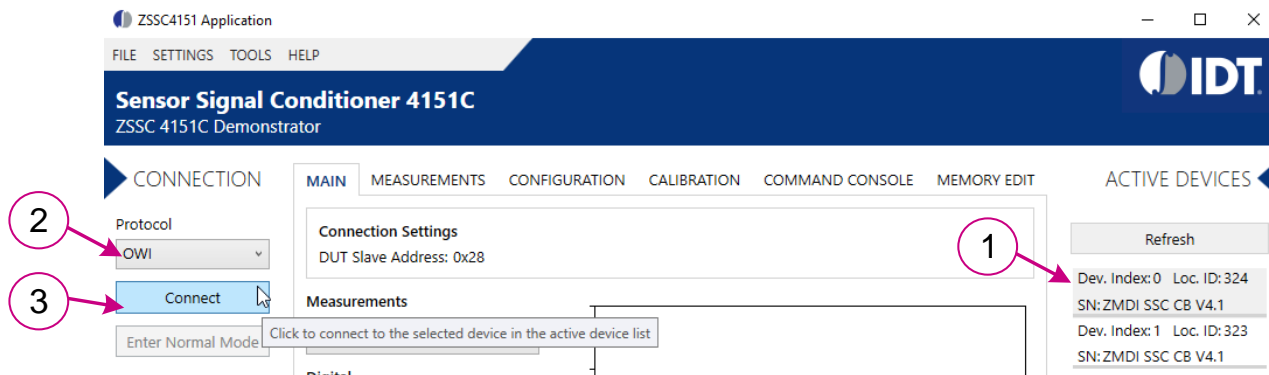 ZSSC4151 Application
FILE SETTINGS TOOLS HELP
IDT.
Sensor Signal Conditioner 4151C
ZSSC 4151C Demonstrator
CONNECTION
MAIN MEASUREMENTS CONFIGURATION CALIBRATION COMMAND CONSOLE MEMORY EDIT
ACTIVE DEVICES
2
Protocol
OWI
Connection Settings
DUT Slave Address: 0x28
1
Refresh
3
Connect
Measurements
Dev. Index: 0 Loc. ID: 324
SN: ZMDI SSC CB V4.1
Dev. Index: 1 Loc. ID: 323
SN: ZMDI SSC CB V4.1
Enter Normal Mode
Click to connect to the selected device in the active device list
Digital